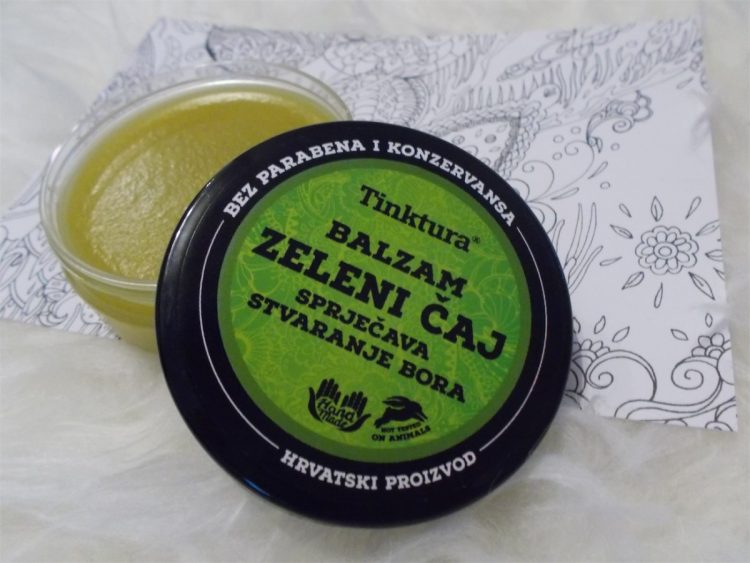 BEZ PARABENA I KONZERVANSA
Tinktura®
BALZAM
ZELENI ČAJ
SPRJEČAVA
STVARANJE BORA
Hand
Made
NOT TESTED
ON ANIMALS
HRVATSKI PROIZVOD